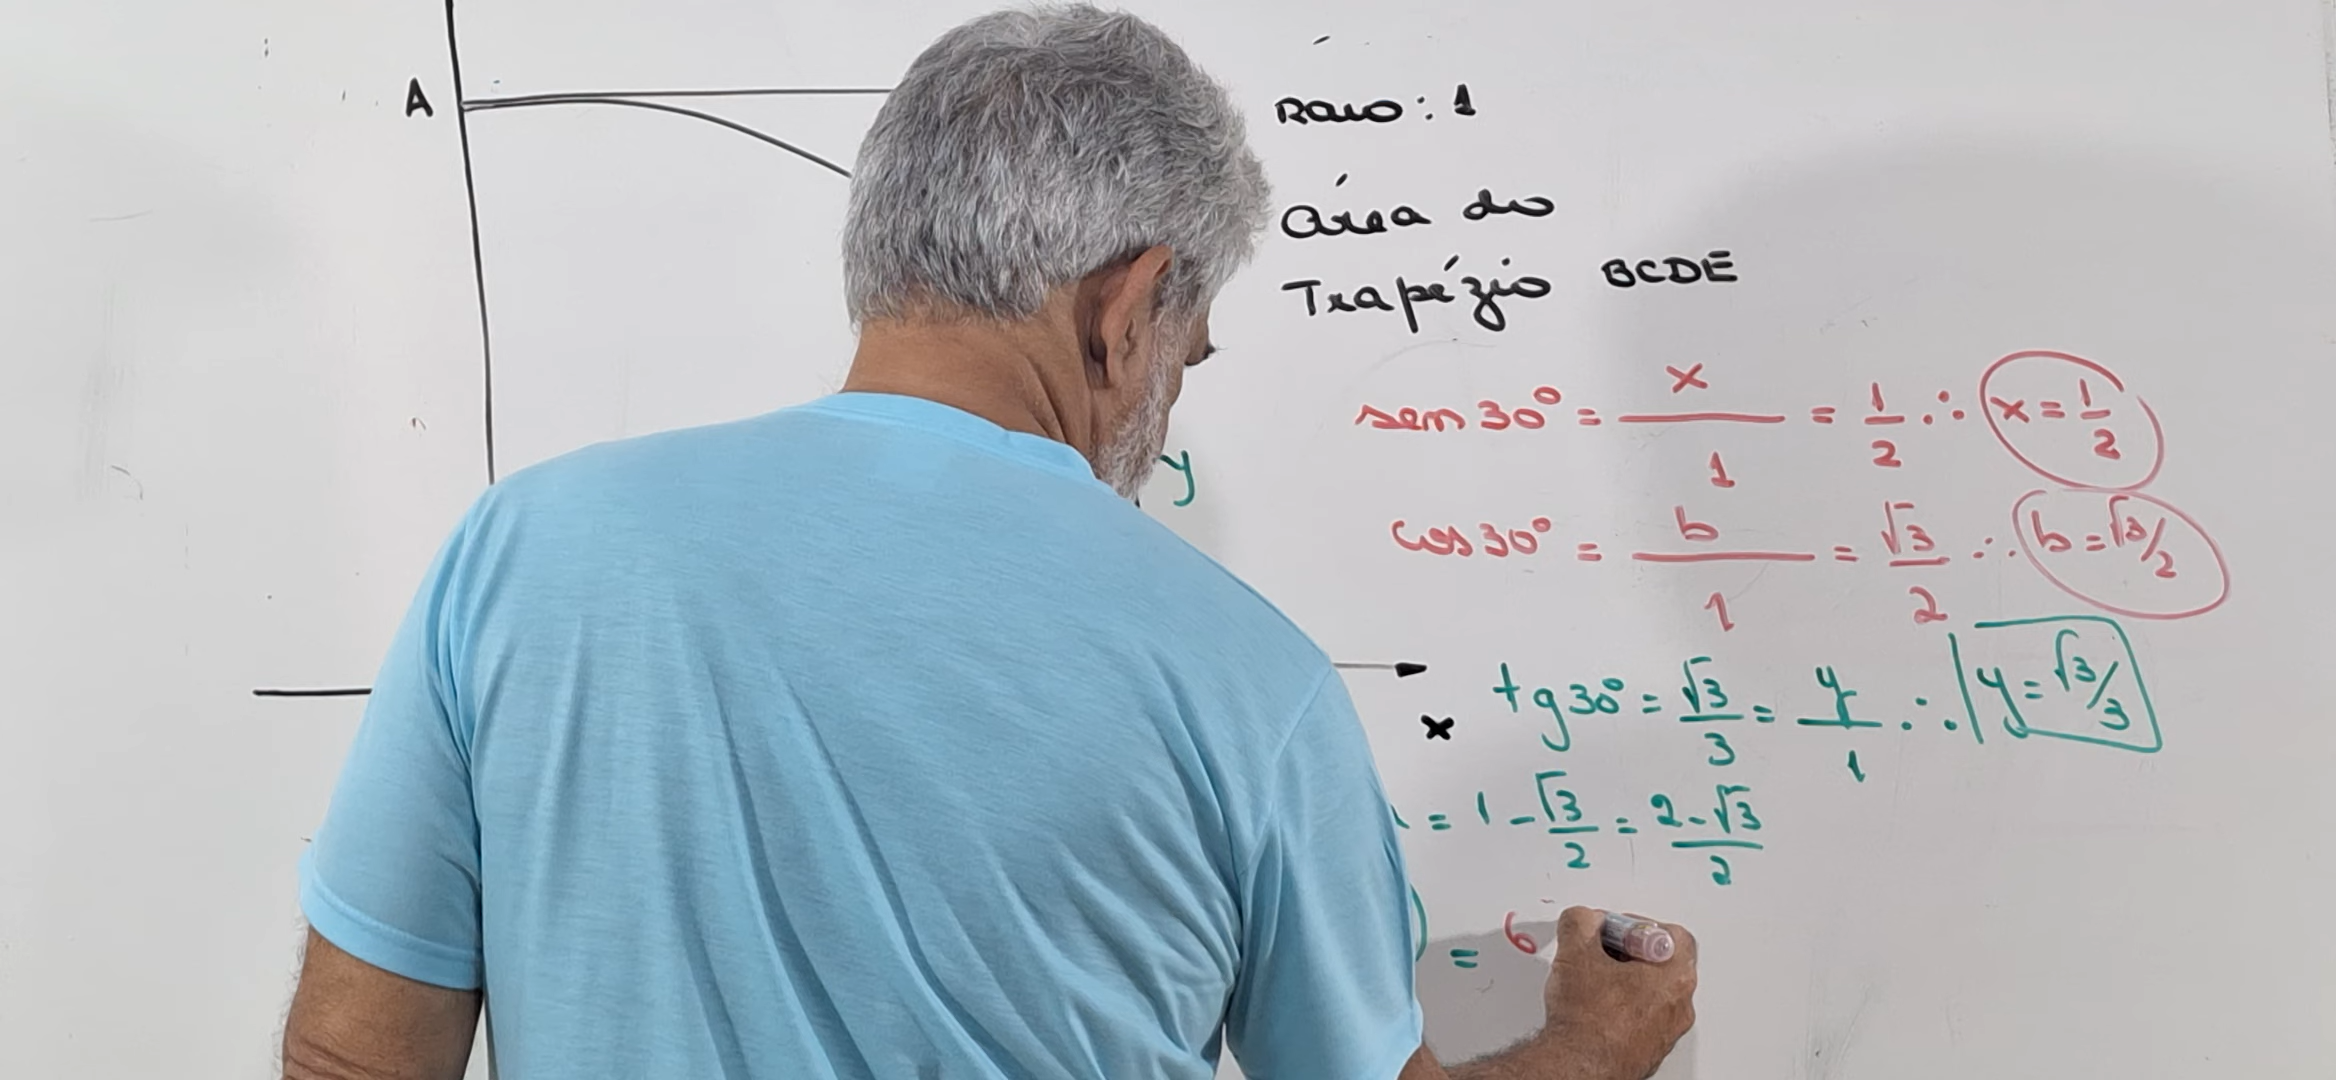 A
Raio: 1
Área do
Trapézio BCDE
sen 30° = x/1 = 1/2 ∴ x = 1/2
y
cos 30° = b/1 = √3/2 ∴ b = √3/2
x
tg 30° = √3/3 = y/1 ∴ y = √3/3
= 1 - √3/2 = 2-√3/2
) = 6